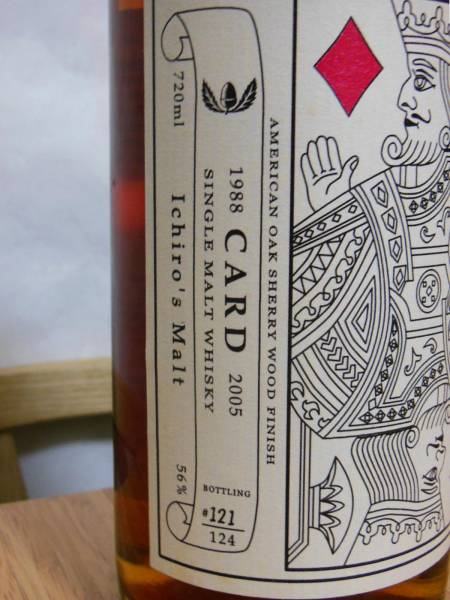 AMERICAN OAK SHERRY WOOD FINISH
1988 CARD 2005
SINGLE MALT WHISKY
720ml Ichiro's Malt 56%
BOTTLING
#121
124